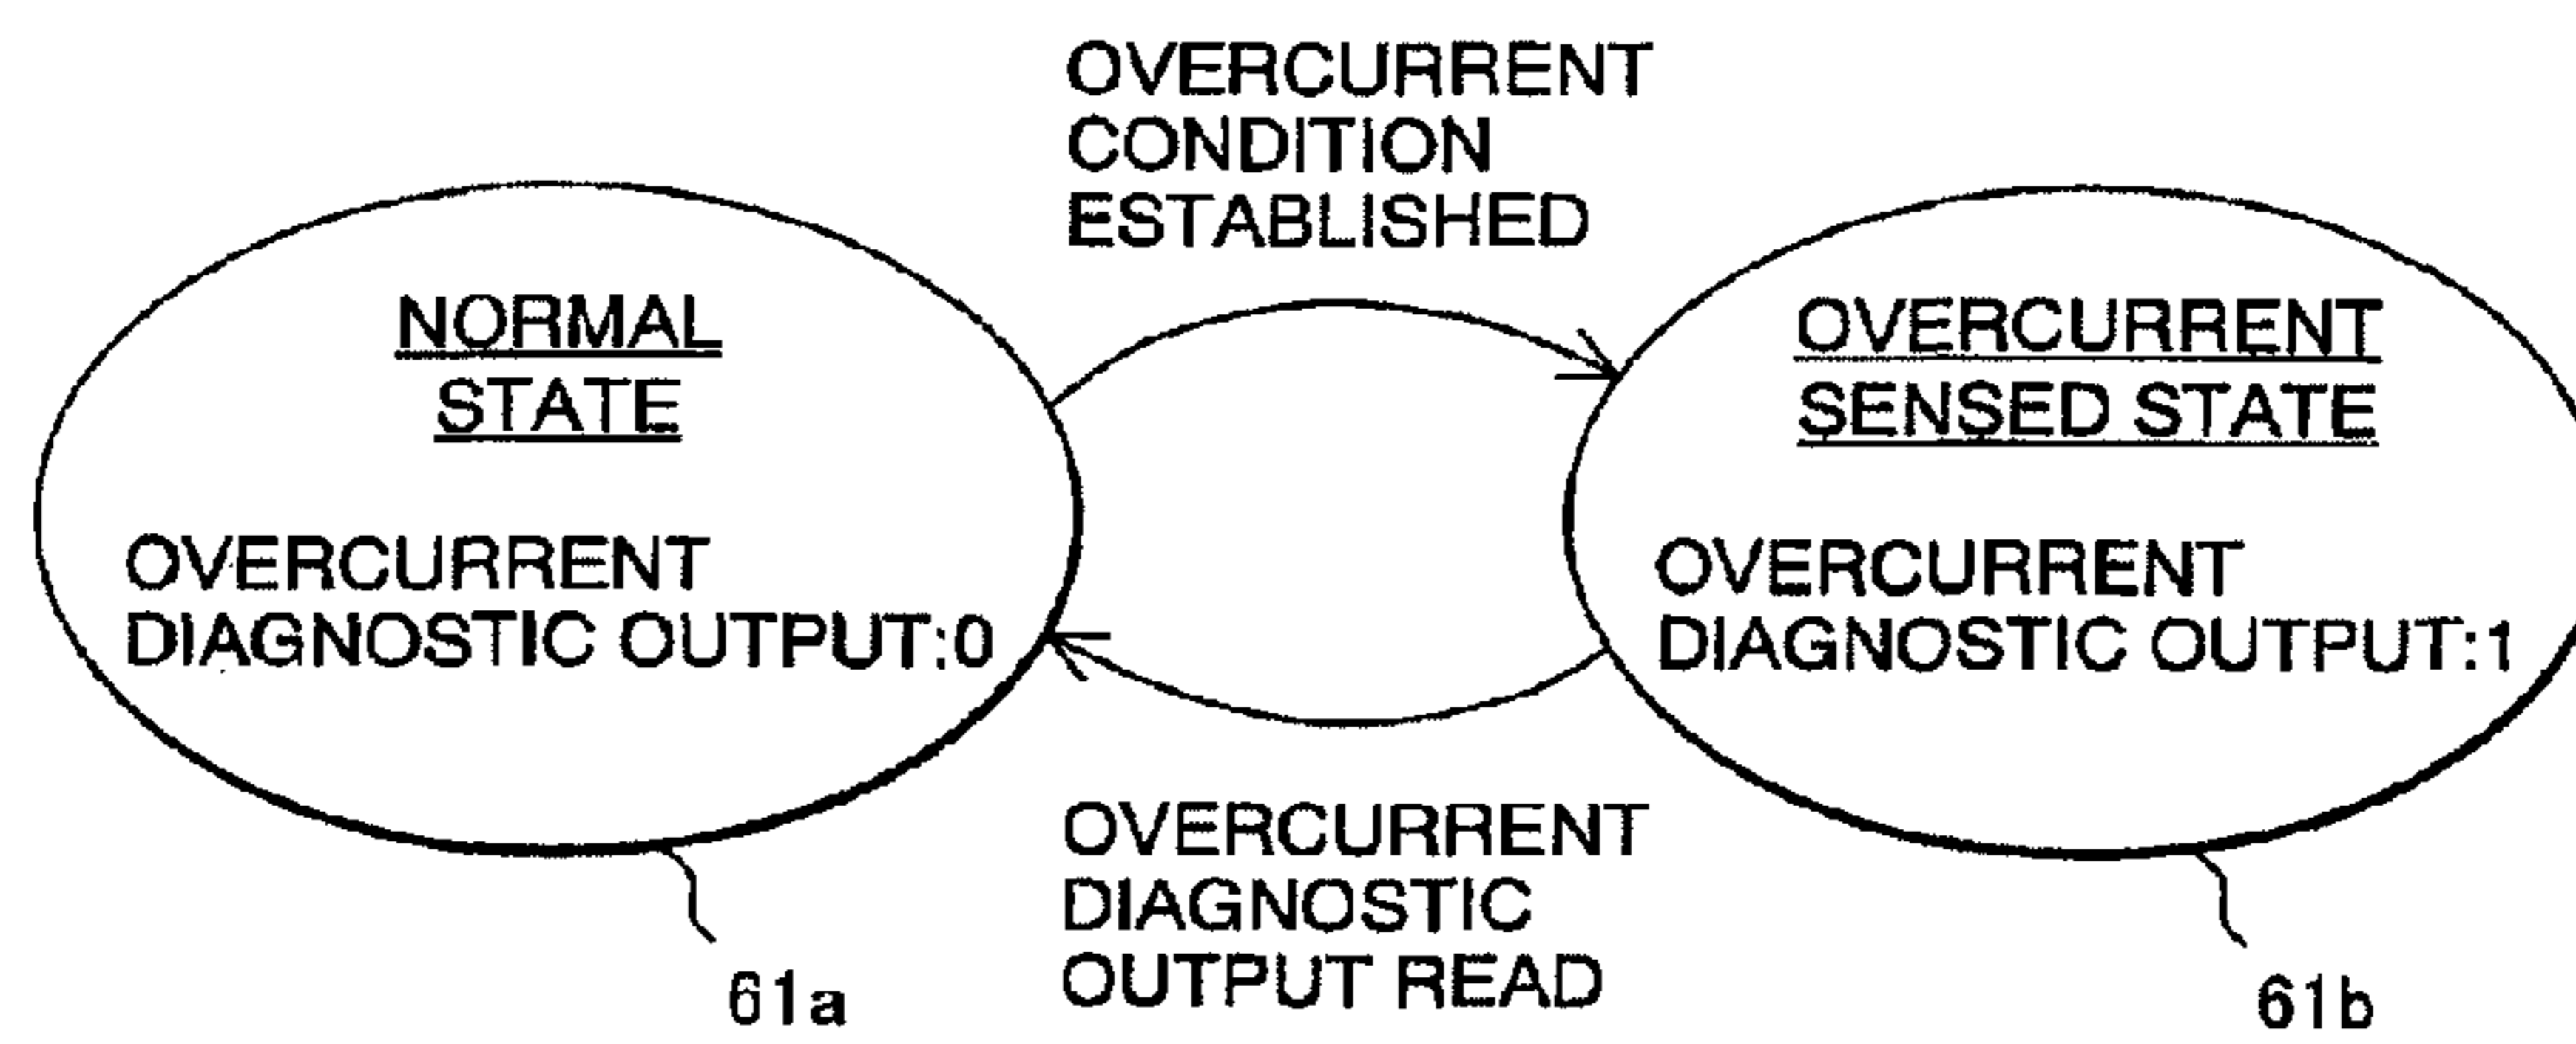 OVERCURRENT
CONDITION
ESTABLISHED
NORMAL
STATE
OVERCURRENT
DIAGNOSTIC OUTPUT:0
OVERCURRENT
SENSED STATE
OVERCURRENT
DIAGNOSTIC OUTPUT:1
OVERCURRENT
DIAGNOSTIC
OUTPUT READ
61a
61b